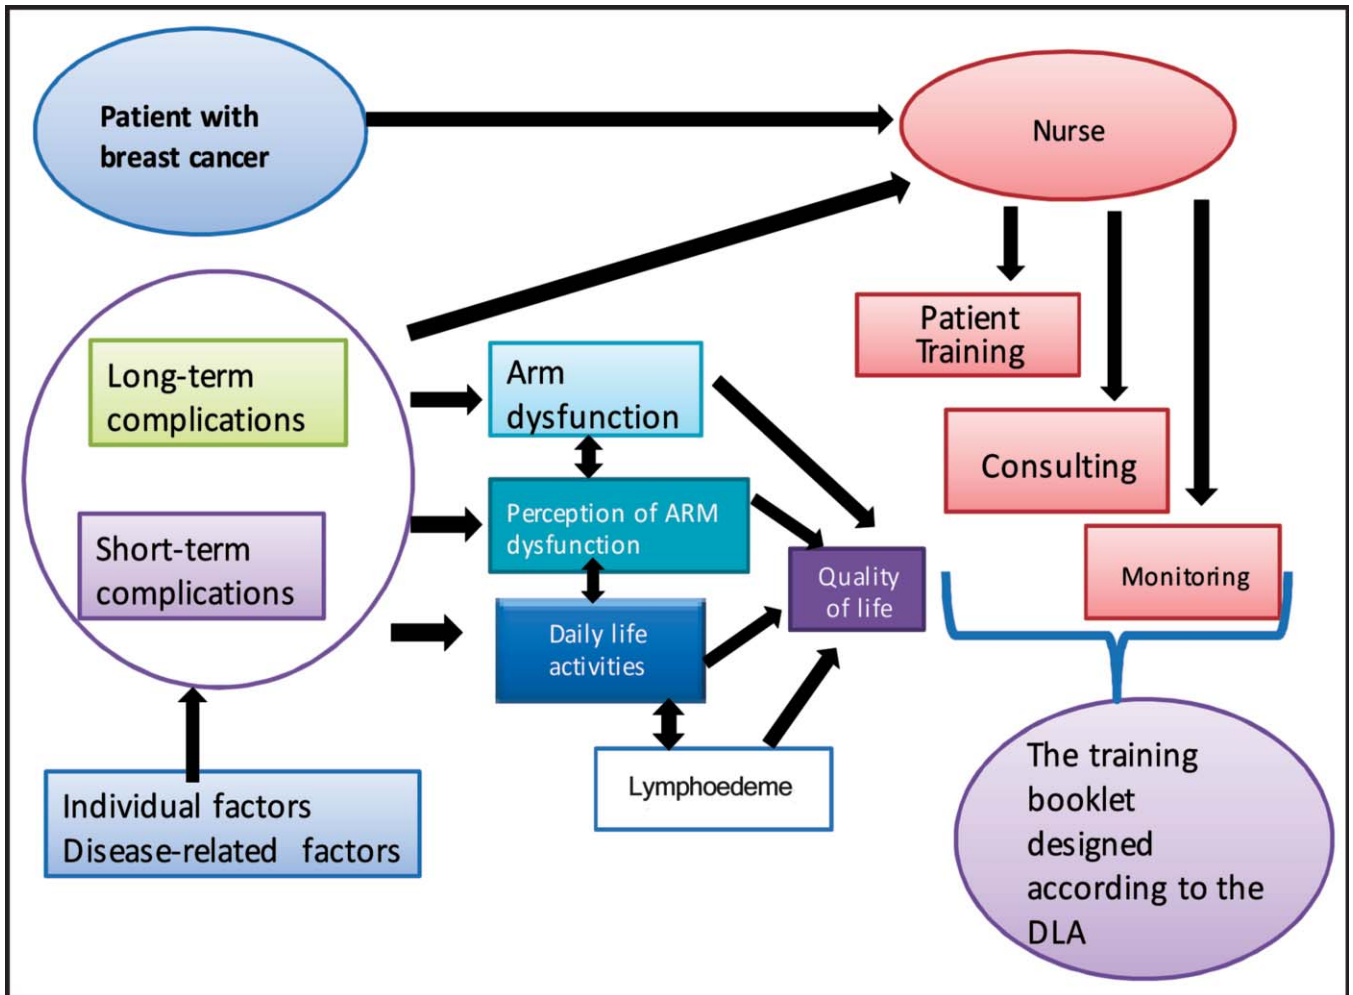 Patient with
breast cancer
Nurse
Patient
Training
Long-term
complications
Arm
dysfunction
Consulting
Short-term
complications
Perception of ARM
dysfunction
Quality
of life
Monitoring
Daily life
activities
Individual factors
Disease-related factors
Lymphoedeme
The training
booklet
designed
according to the
DLA